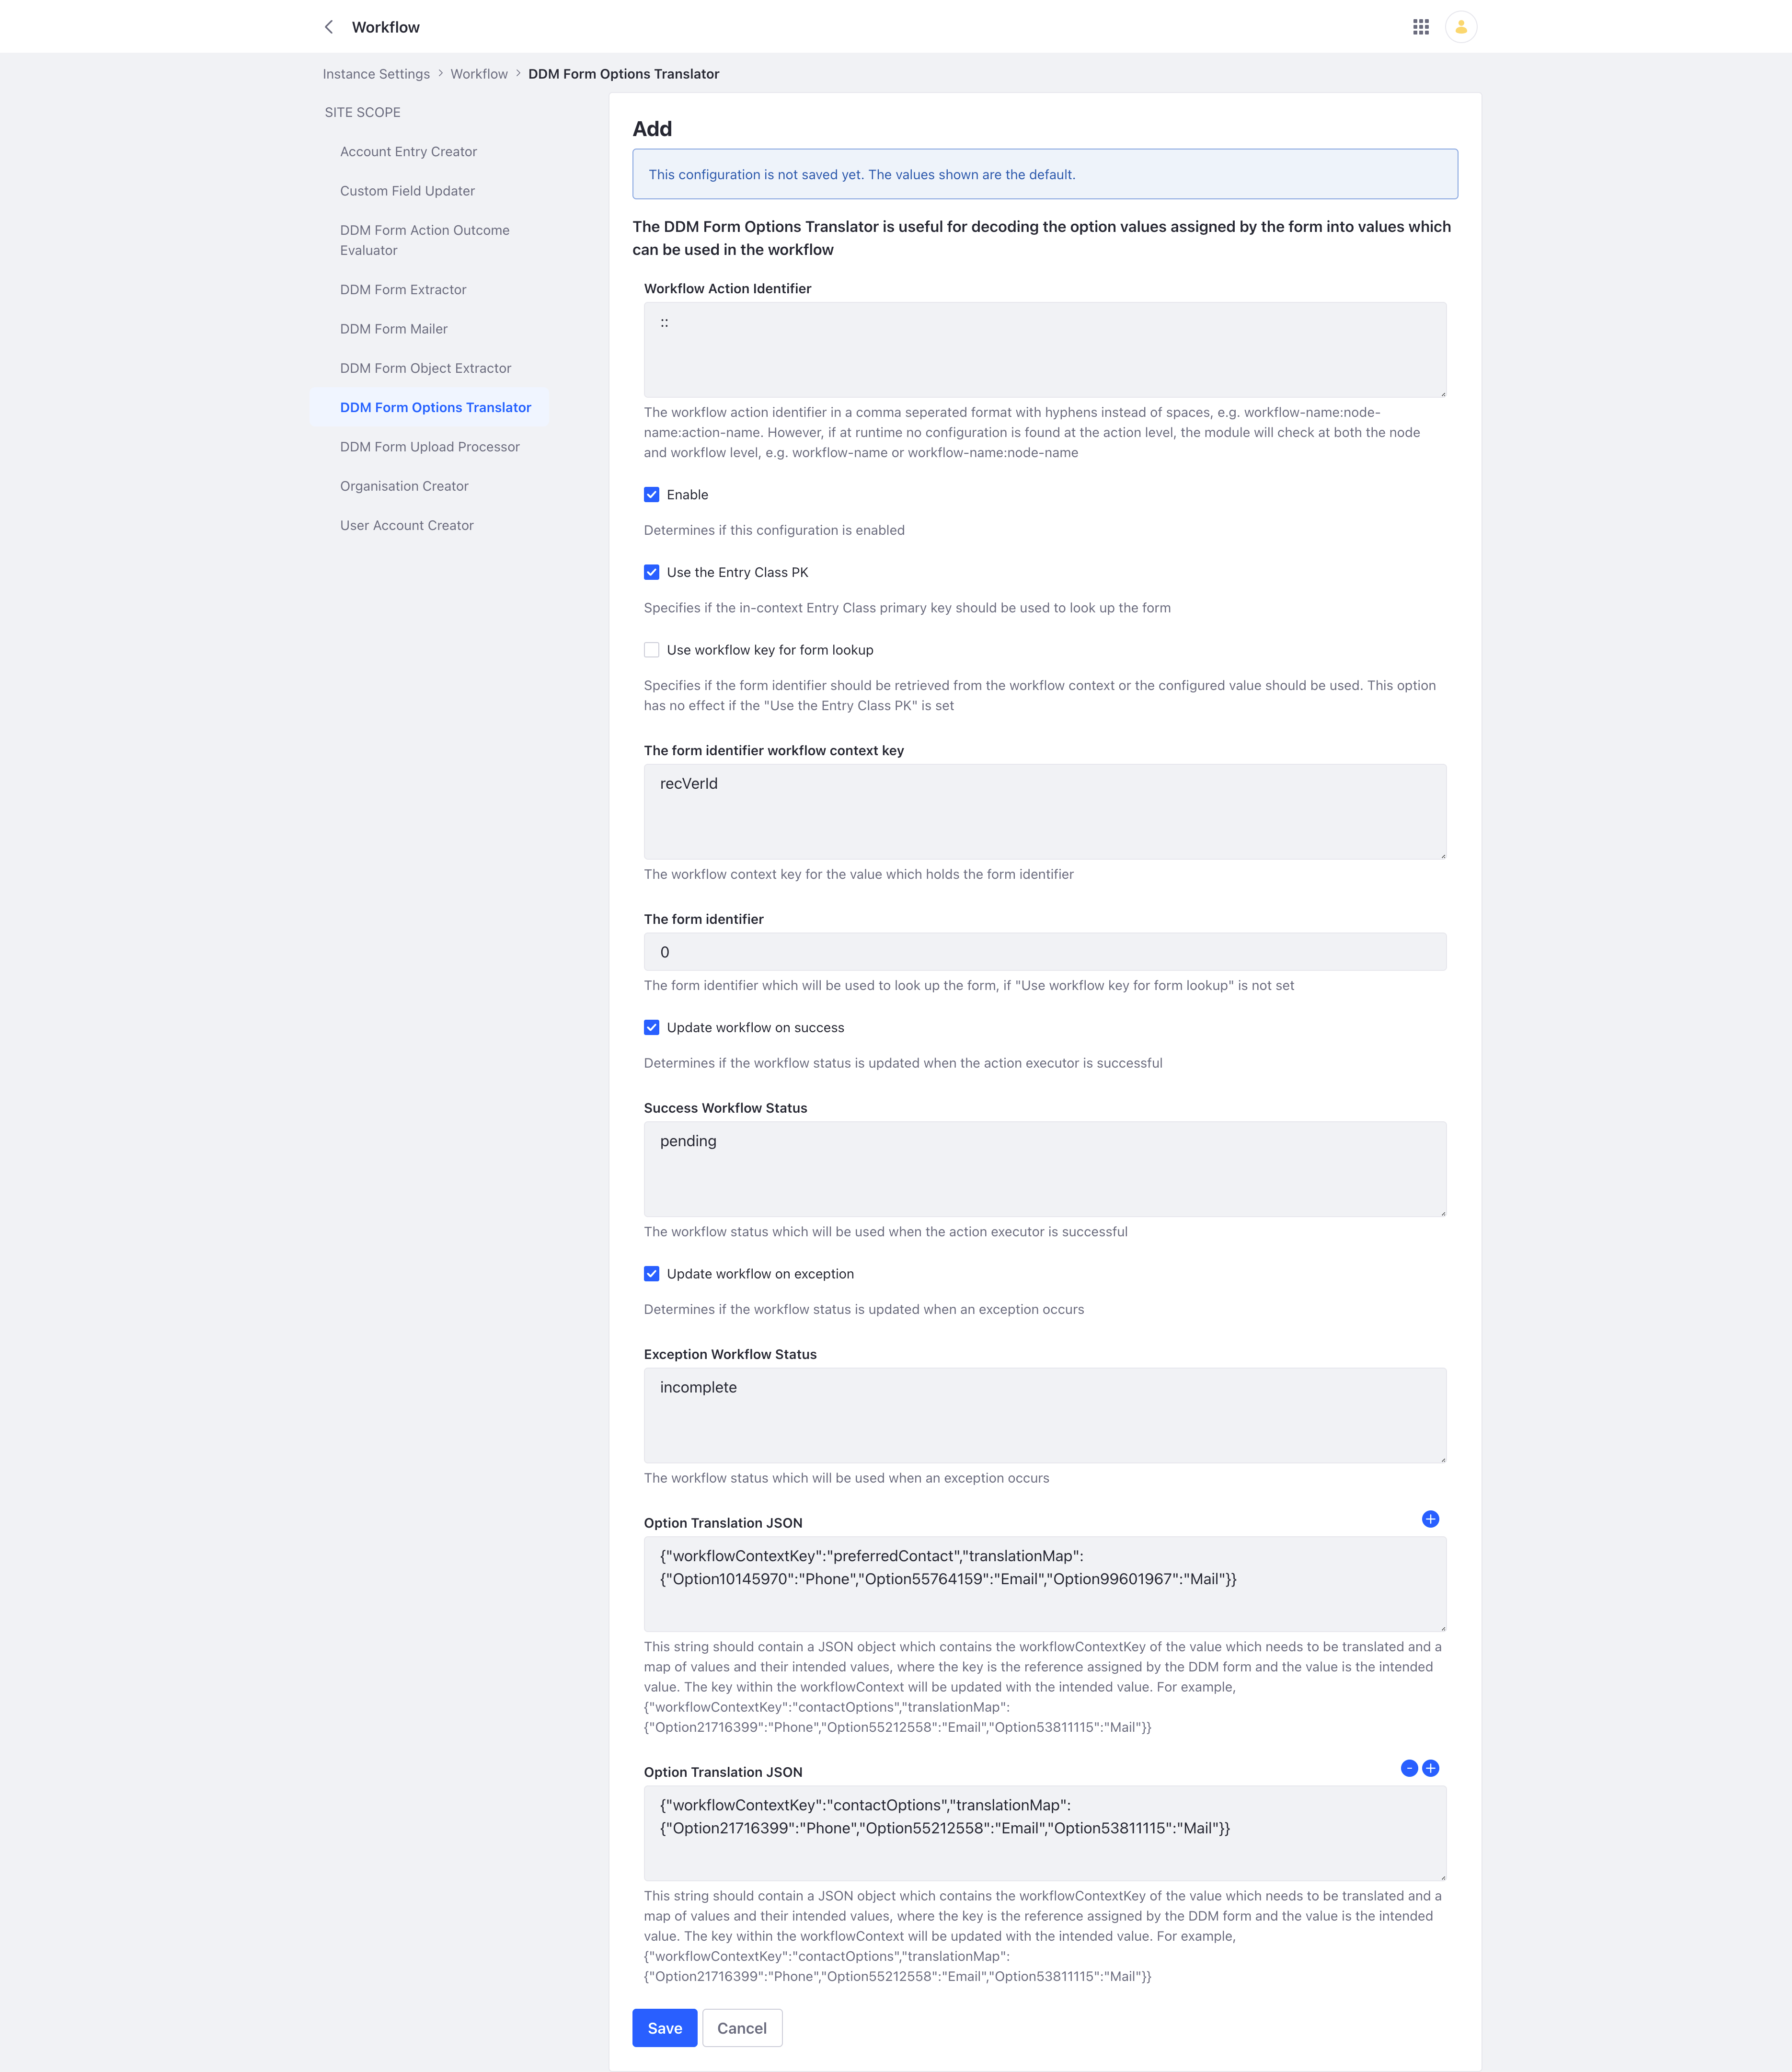 Workflow
Instance Settings > Workflow > DDM Form Options Translator
SITE SCOPE
Account Entry Creator
Custom Field Updater
DDM Form Action Outcome
Evaluator
DDM Form Extractor
DDM Form Mailer
DDM Form Object Extractor
DDM Form Options Translator
DDM Form Upload Processor
Organisation Creator
User Account Creator
Add
This configuration is not saved yet. The values shown are the default.
The DDM Form Options Translator is useful for decoding the option values assigned by the form into values which
can be used in the workflow
Workflow Action Identifier
::
The workflow action identifier in a comma seperated format with hyphens instead of spaces, e.g. workflow-name:node-
name:action-name. However, if at runtime no configuration is found at the action level, the module will check at both the node
and workflow level, e.g. workflow-name or workflow-name:node-name
Enable
Determines if this configuration is enabled
Use the Entry Class PK
Specifies if the in-context Entry Class primary key should be used to look up the form
Use workflow key for form lookup
Specifies if the form identifier should be retrieved from the workflow context or the configured value should be used. This option
has no effect if the "Use the Entry Class PK" is set
The form identifier workflow context key
recVerId
The workflow context key for the value which holds the form identifier
The form identifier
0
The form identifier which will be used to look up the form, if "Use workflow key for form lookup" is not set
Update workflow on success
Determines if the workflow status is updated when the action executor is successful
Success Workflow Status
pending
The workflow status which will be used when the action executor is successful
Update workflow on exception
Determines if the workflow status is updated when an exception occurs
Exception Workflow Status
incomplete
The workflow status which will be used when an exception occurs
Option Translation JSON
{"workflowContextKey":"preferredContact","translationMap":
{"Option10145970":"Phone","Option55764159":"Email","Option99601967":"Mail"}}
This string should contain a JSON object which contains the workflowContextKey of the value which needs to be translated and a
map of values and their intended values, where the key is the reference assigned by the DDM form and the value is the intended
value. The key within the workflowContext will be updated with the intended value. For example,
{"workflowContextKey":"contactOptions","translationMap":
{"Option21716399":"Phone","Option55212558":"Email","Option53811115":"Mail"}}
Option Translation JSON
{"workflowContextKey":"contactOptions","translationMap":
{"Option21716399":"Phone","Option55212558":"Email","Option53811115":"Mail"}}
This string should contain a JSON object which contains the workflowContextKey of the value which needs to be translated and a
map of values and their intended values, where the key is the reference assigned by the DDM form and the value is the intended
value. The key within the workflowContext will be updated with the intended value. For example,
{"workflowContextKey":"contactOptions","translationMap":
{"Option21716399":"Phone","Option55212558":"Email","Option53811115":"Mail"}}
Save Cancel